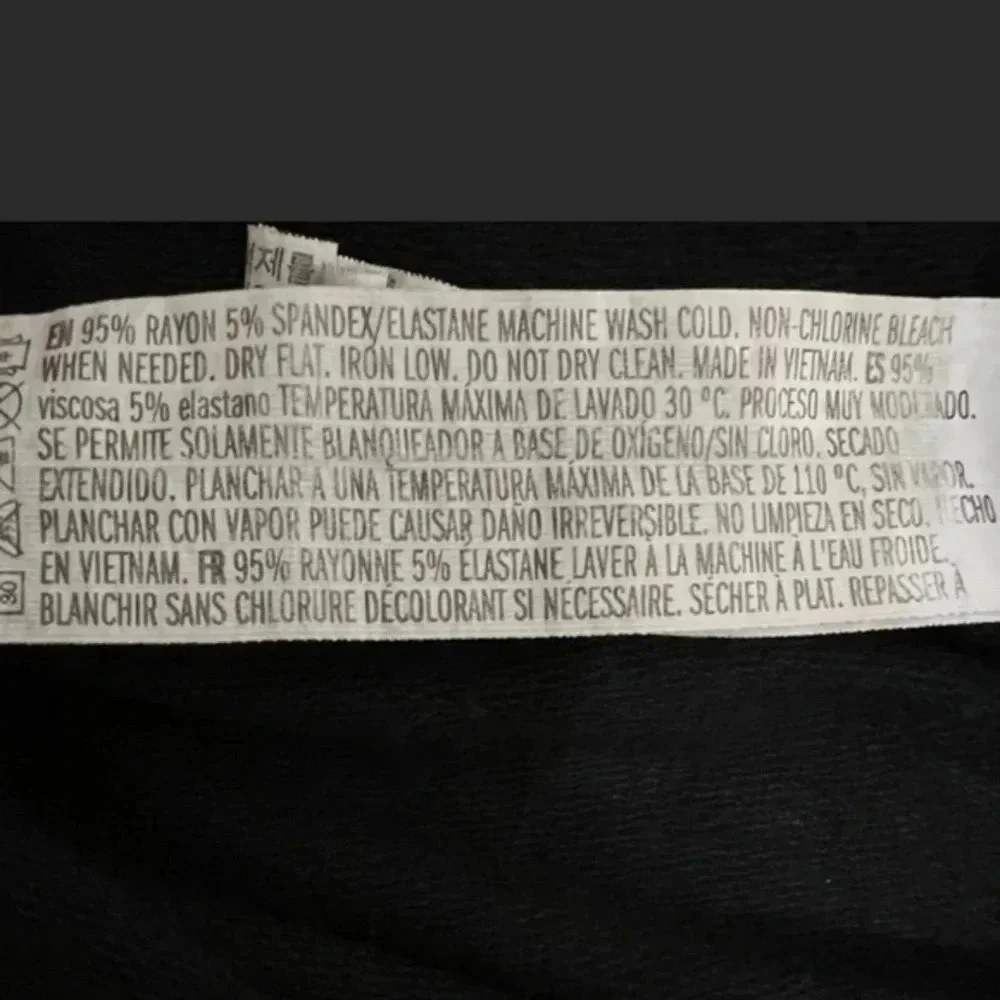 제 품
EN 95% RAYON 5% SPANDEX/ELASTANE MACHINE WASH COLD. NON-CHLORINE BLEACH
WHEN NEEDED. DRY FLAT. IRON LOW. DO NOT DRY CLEAN. MADE IN VIETNAM. ES 95%
viscosa 5% elastano TEMPERATURA MÁXIMA DE LAVADO 30 °C. PROCESO MUY MODERADO.
SE PERMITE SOLAMENTE BLANQUEADOR A BASE DE OXÍGENO/SIN CLORO. SECADO
EXTENDIDO. PLANCHAR A UNA TEMPERATURA MÁXIMA DE LA BASE DE 110 °C, SIN VAPOR.
PLANCHAR CON VAPOR PUEDE CAUSAR DAÑO IRREVERSIBLE. NO LIMPIEZA EN SECO. HECHO
EN VIETNAM. FR 95% RAYONNE 5% ÉLASTANE LAVER À LA MACHINE À L'EAU FROIDE.
BLANCHIR SANS CHLORURE DÉCOLORANT SI NÉCESSAIRE. SÉCHER À PLAT. REPASSER À
30